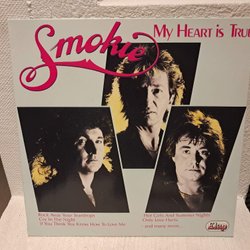 Smokie
My Heart is True
Rock Away Your Teardrops
Cry In The Night
If You Think You Know How To Love Me
Hot Girls And Summer Nights
Only Love Hurts
- and many more...